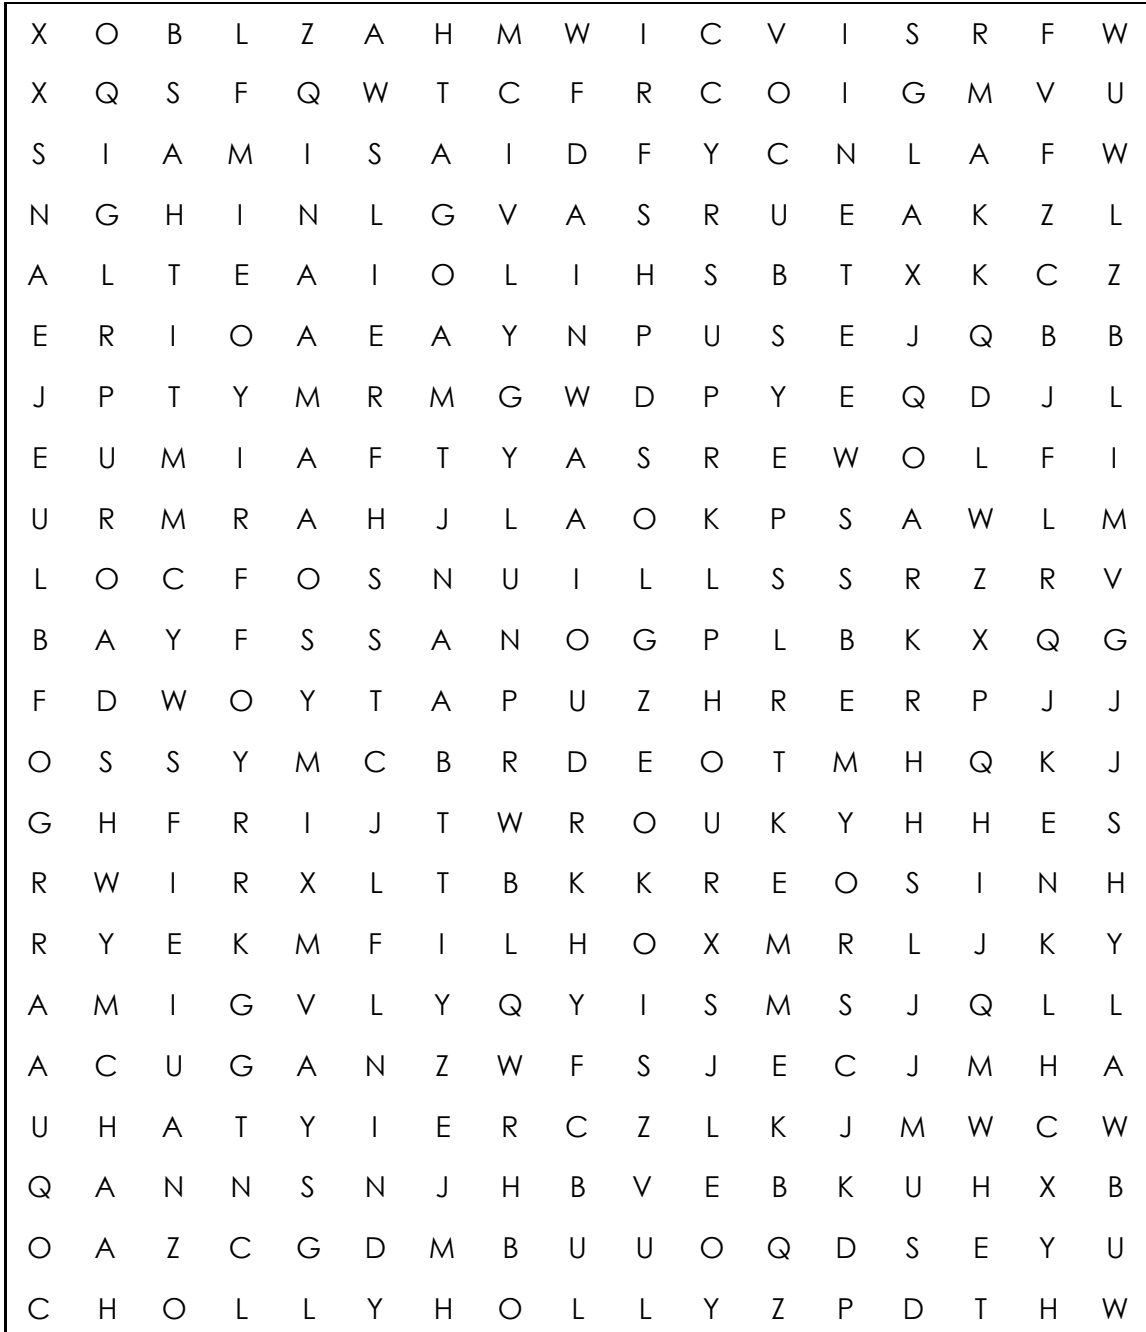 X O B L Z A H M W I C V I S R F W
X Q S F Q W T C F R C O I G M V U
S I A M I S A I D F Y C N L A F W
N G H I N L G V A S R U E A K Z L
A L T E A I O L I H S B T X K C Z
E R I O A E A Y N P U S E J Q B B
J P T Y M R M G W D P Y E Q D J L
E U M I A F T Y A S R E W O L F I
U R M R A H J L A O K P S A W L M
L O C F O S N U I L L S S R Z R V
B A Y F S S A N O G P L B K X Q G
F D W O Y T A P U Z H R E R P J J
O S S Y M C B R D E O T M H Q K J
G H F R I J T W R O U K Y H H E S
R W I R X L T B K K R E O S I N H
R Y E K M F I L H O X M R L J K Y
A M I G V L Y Q Y I S M S J Q L L
A C U G A N Z W F S J E C J M H A
U H A T Y I E R C Z L K J M W C W
Q A N N S N J H B V E B K U H X B
O A Z C G D M B U U O Q D S E Y U
C H O L L Y H O L L Y Z P D T H W